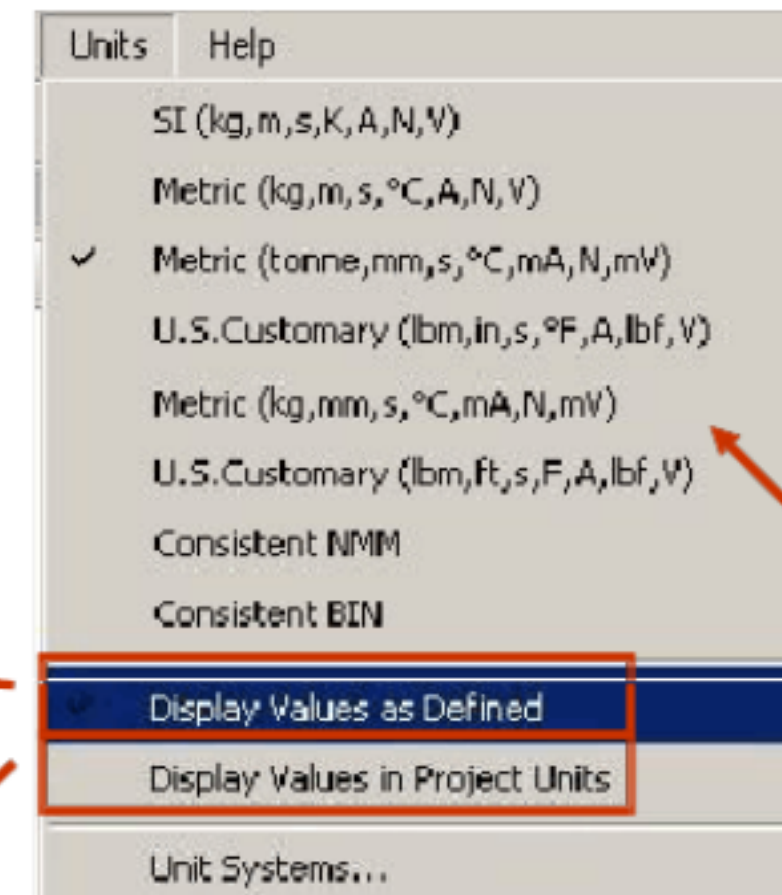 Units Help
SI (kg,m,s,K,A,N,V)
Metric (kg,m,s,°C,A,N,V)
Metric (tonne,mm,s,°C,mA,N,mV)
U.S.Customary (lbm,in,s,°F,A,lbf,V)
Metric (kg,mm,s,°C,mA,N,mV)
U.S.Customary (lbm,ft,s,F,A,lbf,V)
Consistent NMM
Consistent BIN
Display Values as Defined
Display Values in Project Units
Unit Systems...